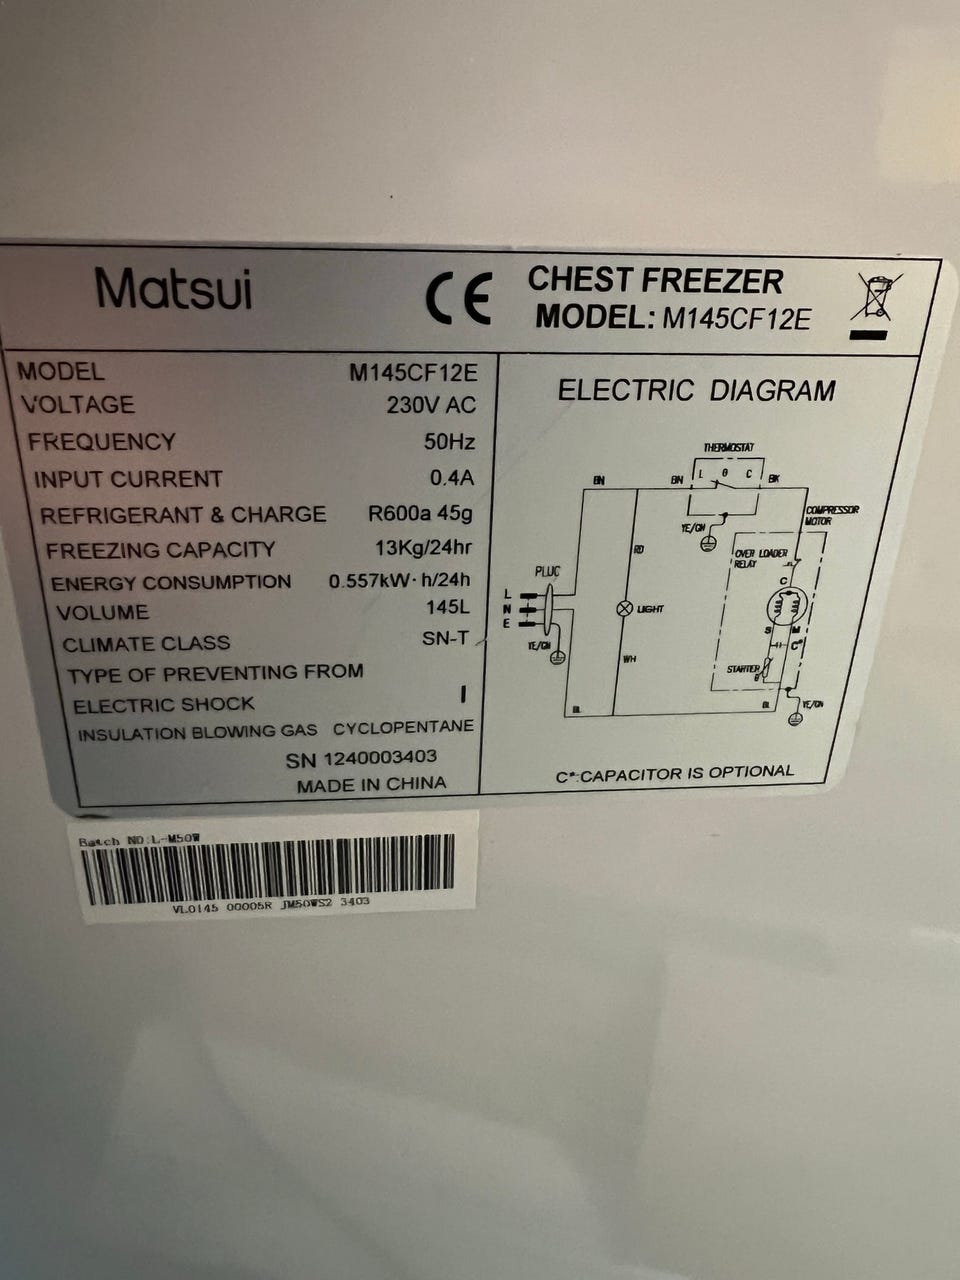 Matsui
CE
CHEST FREEZER
MODEL: M145CF12E
MODEL M145CF12E
VOLTAGE 230V AC
FREQUENCY 50Hz
INPUT CURRENT 0.4A
REFRIGERANT & CHARGE R600a 45g
FREEZING CAPACITY 13Kg/24hr
ENERGY CONSUMPTION 0.557kW·h/24h
VOLUME 145L
CLIMATE CLASS SN-T
TYPE OF PREVENTING FROM
ELECTRIC SHOCK I
INSULATION BLOWING GAS CYCLOPENTANE
SN 1240003403
MADE IN CHINA
ELECTRIC DIAGRAM
THERMOSTAT
BN
BN
L θ C
BK
YE/GN
COMPRESSOR
MOTOR
RD
OVER LOADER
RELAY
PLUG
L
N
E
LIGHT
C
S M
C*
YE/GN
WH
STARTER
θ
BL
BL
YE/GN
C*:CAPACITOR IS OPTIONAL
Batch NO:L-M50W
VL0145 00005R JM50WS2 3403